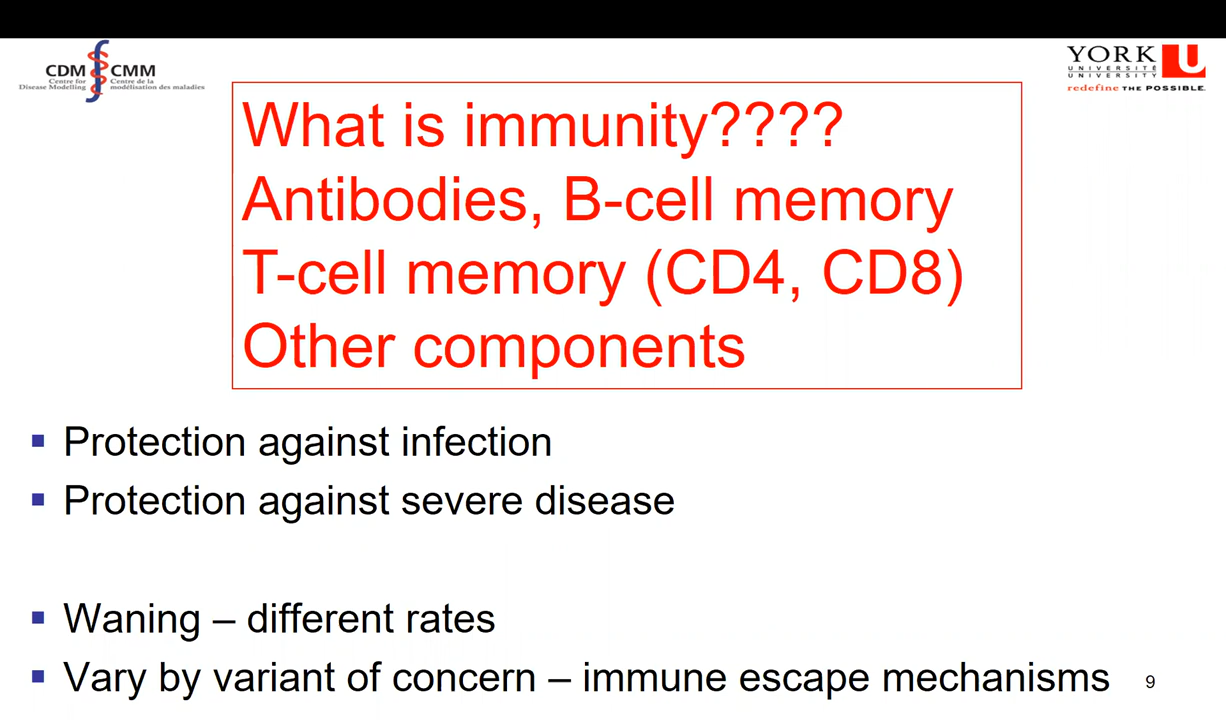 CDM CMM
Centre for Centre de la
Disease Modelling modélisation des maladies
YORK U
UNIVERSITÉ
UNIVERSITY
redefine THE POSSIBLE.
What is immunity????
Antibodies, B-cell memory
T-cell memory (CD4, CD8)
Other components
▪ Protection against infection
▪ Protection against severe disease
▪ Waning – different rates
▪ Vary by variant of concern – immune escape mechanisms
9